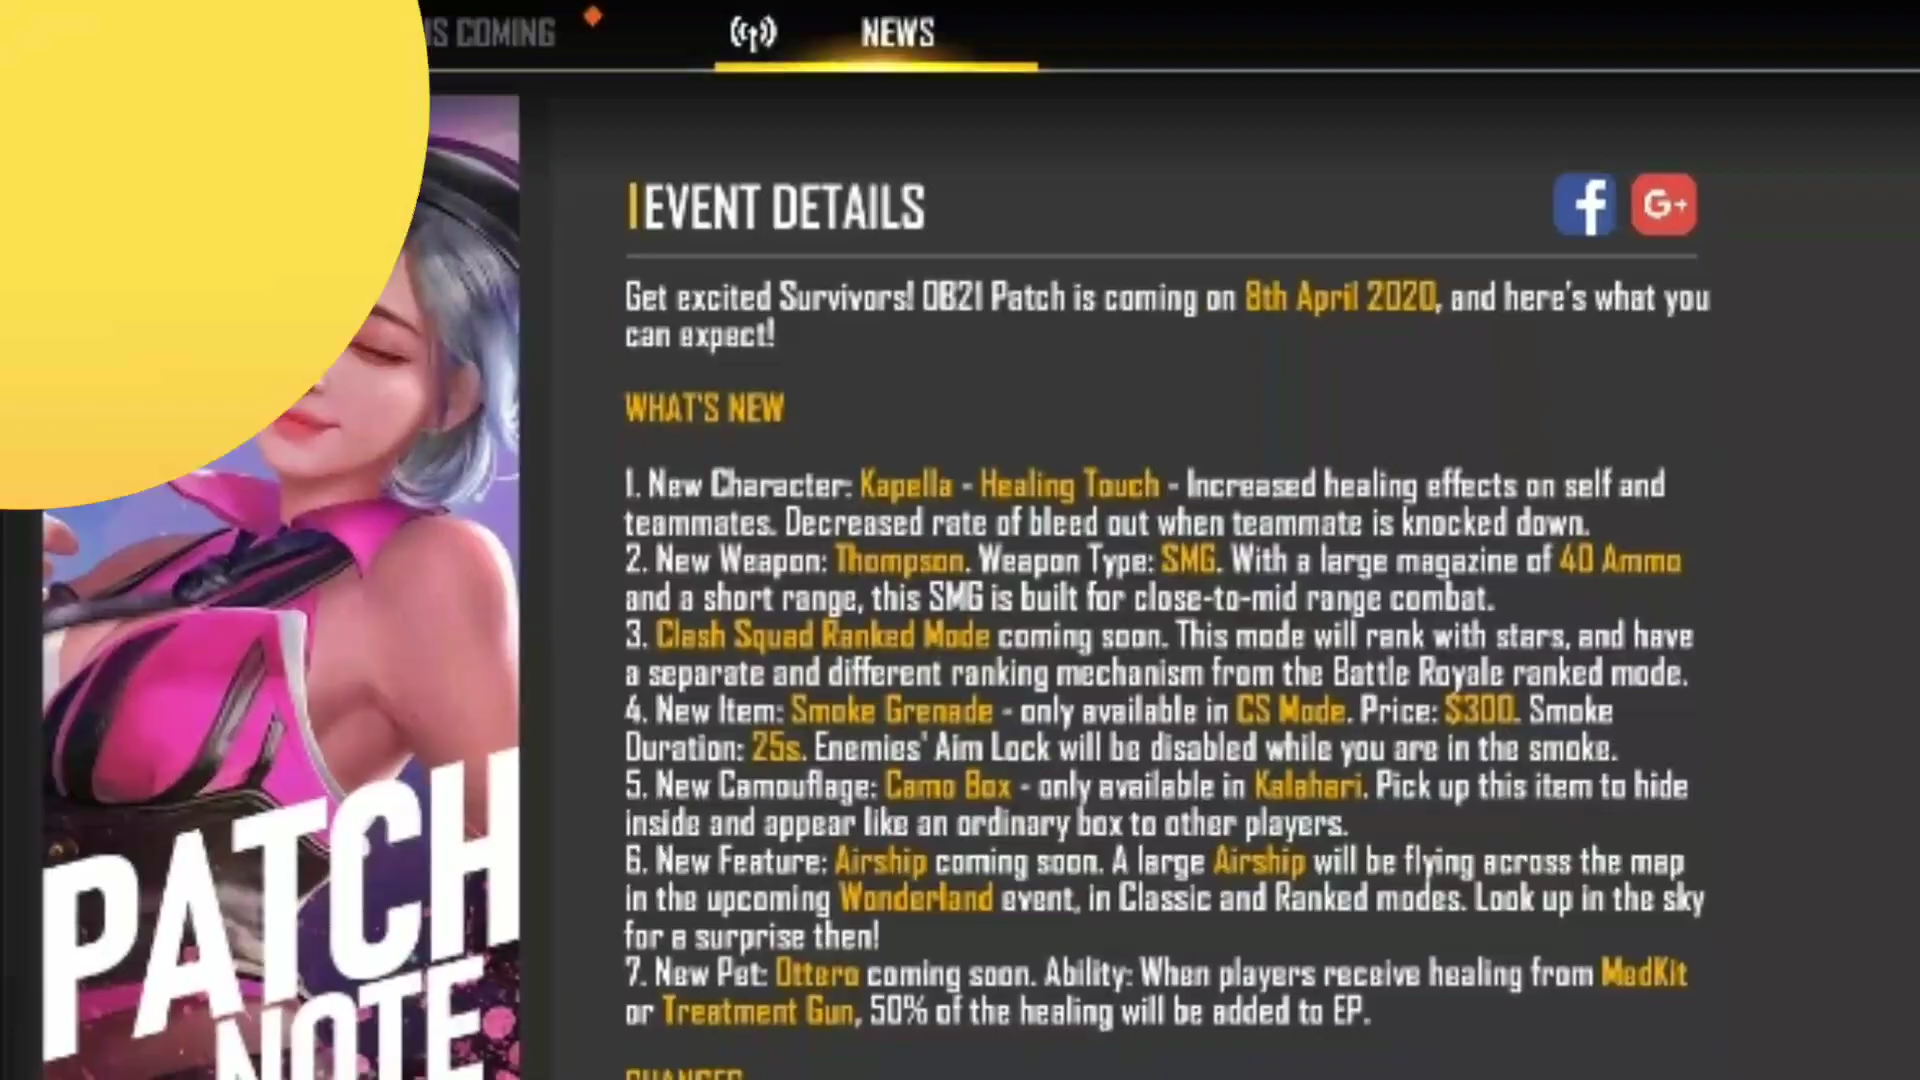 IS COMING
NEWS
EVENT DETAILS
G+
Get excited Survivors! OB21 Patch is coming on 8th April 2020, and here's what you
can expect!
WHAT'S NEW
1. New Character: Kapella - Healing Touch - Increased healing effects on self and
teammates. Decreased rate of bleed out when teammate is knocked down.
2. New Weapon: Thompson. Weapon Type: SMG. With a large magazine of 40 Ammo
and a short range, this SMG is built for close-to-mid range combat.
3. Clash Squad Ranked Mode coming soon. This mode will rank with stars, and have
a separate and different ranking mechanism from the Battle Royale ranked mode.
4. New Item: Smoke Grenade - only available in CS Mode. Price: $300. Smoke
Duration: 25s. Enemies' Aim Lock will be disabled while you are in the smoke.
5. New Camouflage: Camo Box - only available in Kalahari. Pick up this item to hide
inside and appear like an ordinary box to other players.
6. New Feature: Airship coming soon. A large Airship will be flying across the map
in the upcoming Wonderland event, in Classic and Ranked modes. Look up in the sky
for a surprise then!
7. New Pet: Ottero coming soon. Ability: When players receive healing from MedKit
or Treatment Gun, 50% of the healing will be added to EP.
PATCH
NOTE